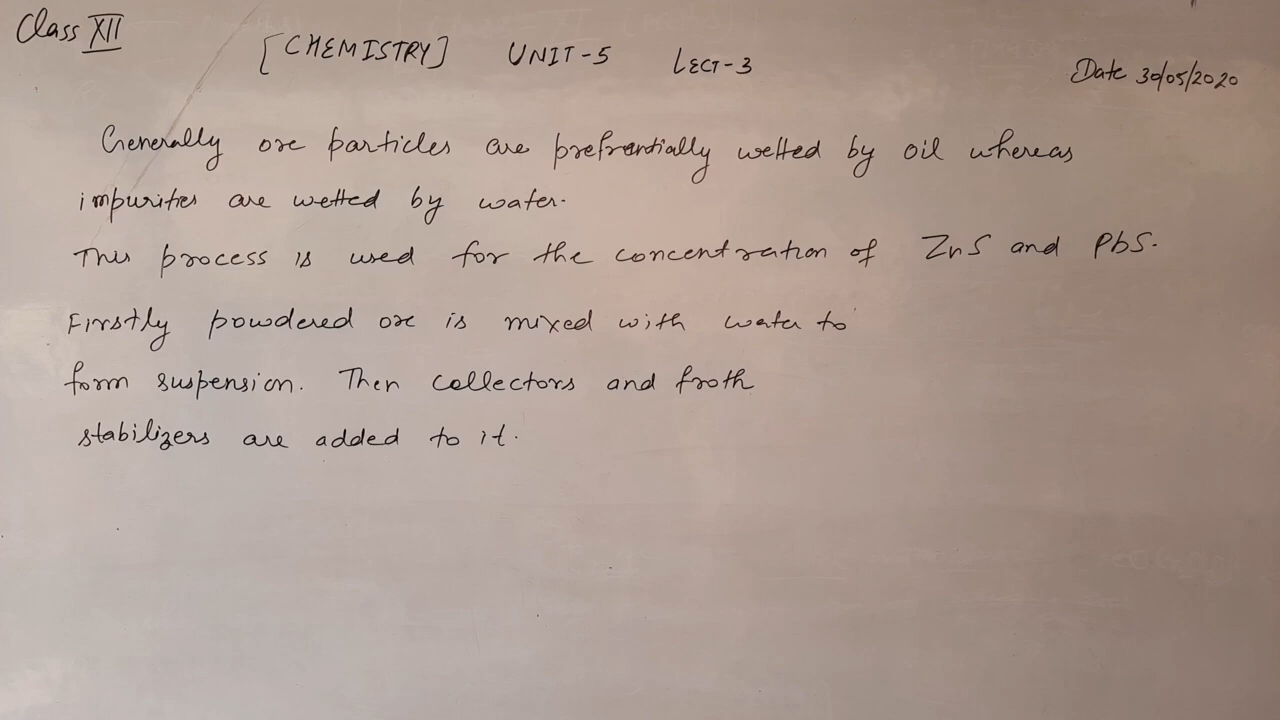 Class XII
[CHEMISTRY] UNIT-5 LECT-3
Date 30/05/2020
Generally ore particles are prefrentially wetted by oil whereas
impurities are wetted by water.
This process is used for the concentration of ZnS and PbS.
Firstly powdered ore is mixed with water to
form suspension. Then collectors and froth
stabilizers are added to it.